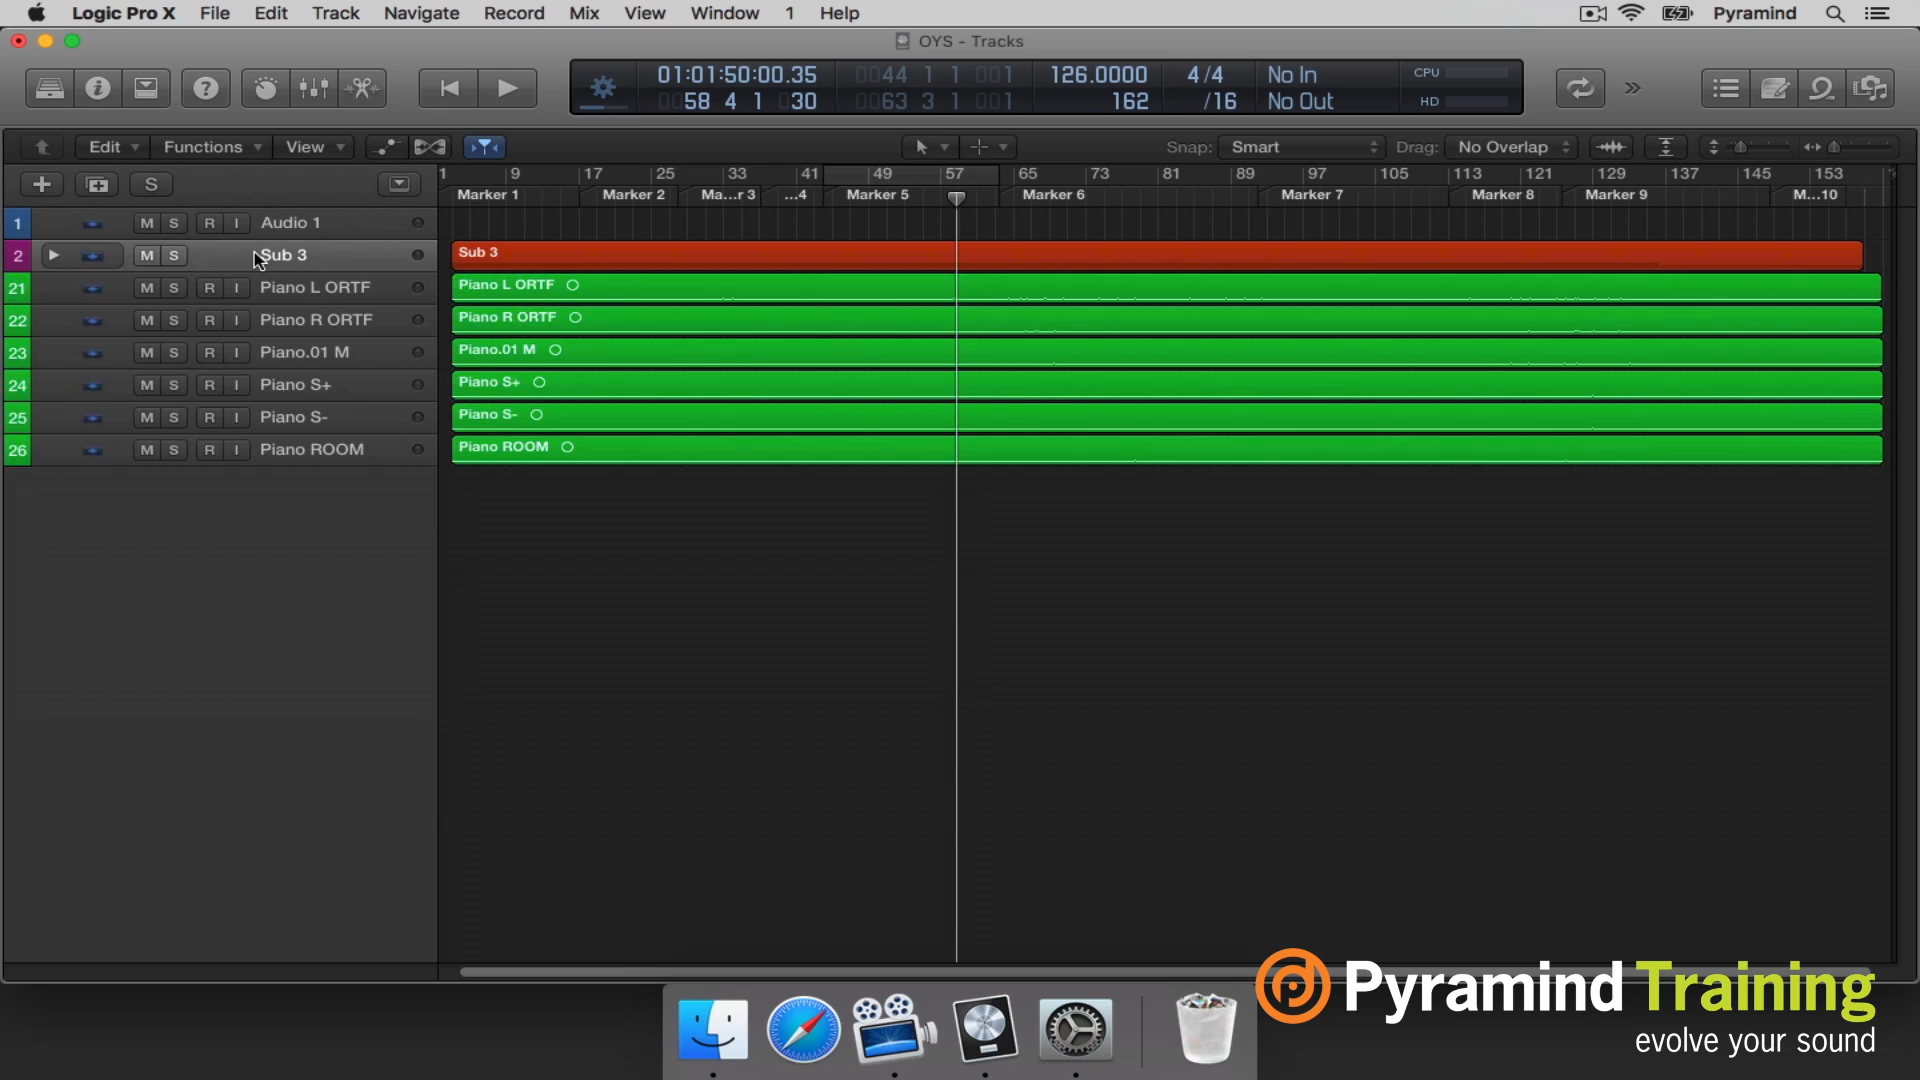 Logic Pro X File Edit Track Navigate Record Mix View Window 1 Help Pyramind
OYS - Tracks
01:01:50:00.35 0044 1 1 001 126.0000 4/4 No In CPU
0058 4 1 030 0063 3 1 001 162 /16 No Out HD
Edit Functions View Snap: Smart Drag: No Overlap
S 1 9 17 25 33 41 49 57 65 73 81 89 97 105 113 121 129 137 145 153
Marker 1 Marker 2 Ma...r 3 ...4 Marker 5 Marker 6 Marker 7 Marker 8 Marker 9 M...10
1 M S R I Audio 1
2 M S Sub 3 Sub 3
21 M S R I Piano L ORTF Piano L ORTF
22 M S R I Piano R ORTF Piano R ORTF
23 M S R I Piano.01 M Piano.01 M
24 M S R I Piano S+ Piano S+
25 M S R I Piano S- Piano S-
26 M S R I Piano ROOM Piano ROOM
Pyramind Training
evolve your sound